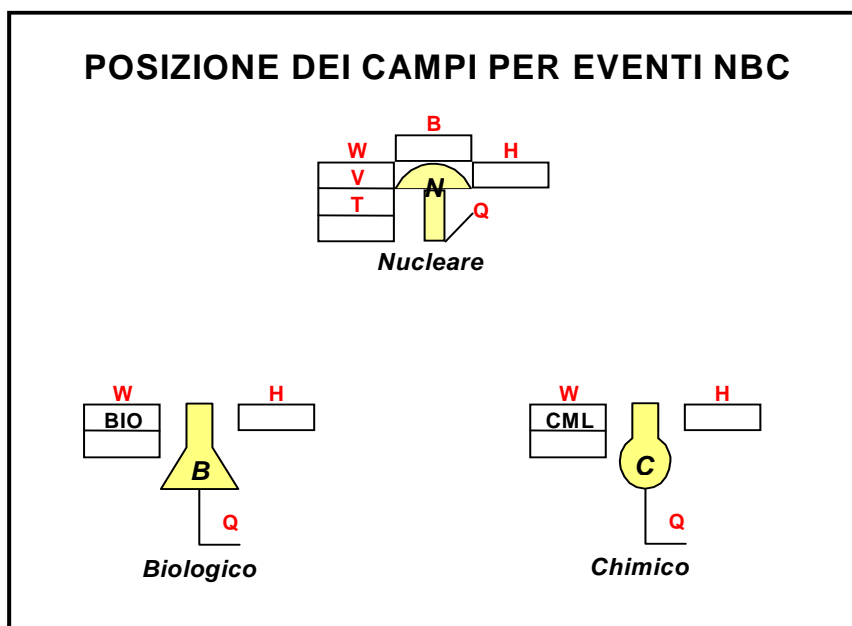 POSIZIONE DEI CAMPI PER EVENTI NBC
B
W
H
V
N
T
Q
Nucleare
W
H
BIO
B
Q
Biologico
W
H
CML
C
Q
Chimico